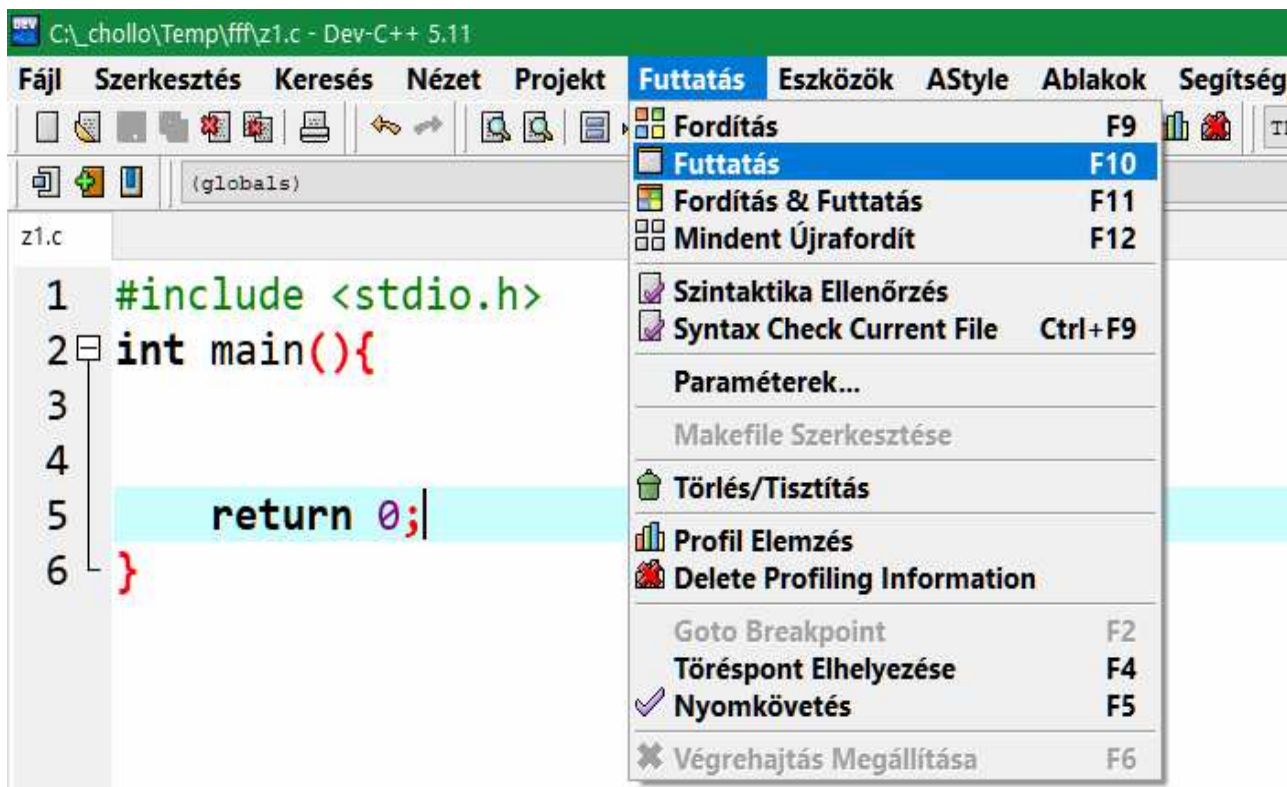 C:\_chollo\Temp\fff\z1.c - Dev-C++ 5.11
Fájl Szerkesztés Keresés Nézet Projekt Futtatás Eszközök AStyle Ablakok Segítség
(globals)
z1.c
1 #include <stdio.h>
2 int main(){
3
4
5 return 0;
6 }
Fordítás F9
Futtatás F10
Fordítás & Futtatás F11
Mindent Újrafordít F12
Szintaktika Ellenőrzés
Syntax Check Current File Ctrl+F9
Paraméterek...
Makefile Szerkesztése
Törlés/Tisztítás
Profil Elemzés
Delete Profiling Information
Goto Breakpoint F2
Töréspont Elhelyezése F4
Nyomkövetés F5
Végrehajtás Megállítása F6